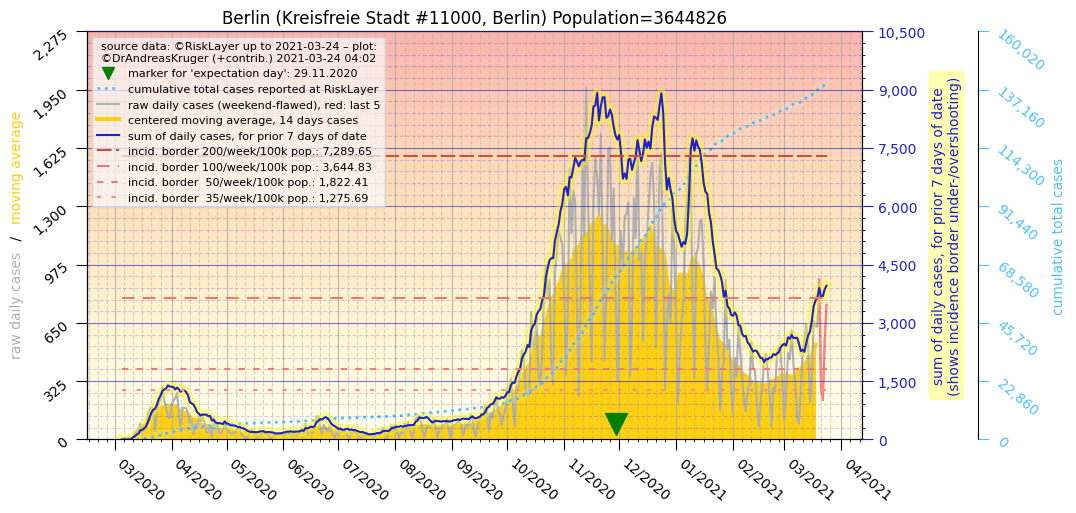 Berlin (Kreisfreie Stadt #11000, Berlin) Population=3644826
source data: ©RiskLayer up to 2021-03-24 – plot:
©DrAndreasKruger (+contrib.) 2021-03-24 04:02
marker for 'expectation day': 29.11.2020
cumulative total cases reported at RiskLayer
raw daily cases (weekend-flawed), red: last 5
centered moving average, 14 days cases
sum of daily cases, for prior 7 days of date
incid. border 200/week/100k pop.: 7,289.65
incid. border 100/week/100k pop.: 3,644.83
incid. border  50/week/100k pop.: 1,822.41
incid. border  35/week/100k pop.: 1,275.69
raw daily cases / moving average
2,275
1,950
1,625
1,300
975
650
325
0
03/2020
04/2020
05/2020
06/2020
07/2020
08/2020
09/2020
10/2020
11/2020
12/2020
01/2021
02/2021
03/2021
04/2021
10,500
9,000
7,500
6,000
4,500
3,000
1,500
0
sum of daily cases, for prior 7 days of date
(shows incidence border under-/overshooting)
160,020
137,160
114,300
91,440
68,580
45,720
22,860
0
cumulative total cases